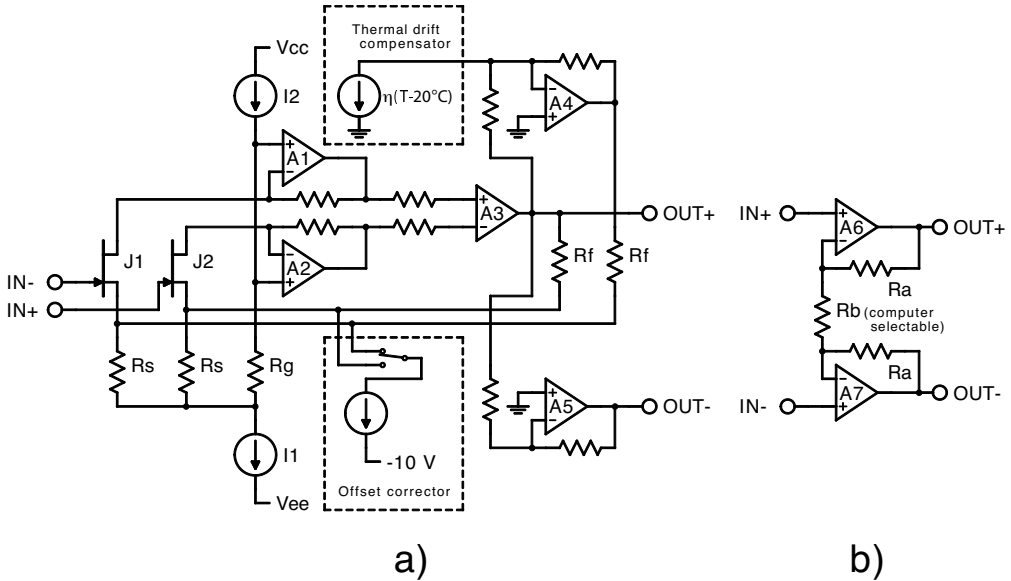 Thermal drift
compensator
Vcc
I2
η(T-20°C)
A4
A1
A3
OUT+
IN+
A6
OUT+
A2
J1
J2
Rf
Rf
IN-
IN+
Ra
Rb (computer
selectable)
Rs
Rs
Rg
Ra
A5
OUT-
IN-
A7
OUT-
I1
-10 V
Offset corrector
Vee
a)
b)